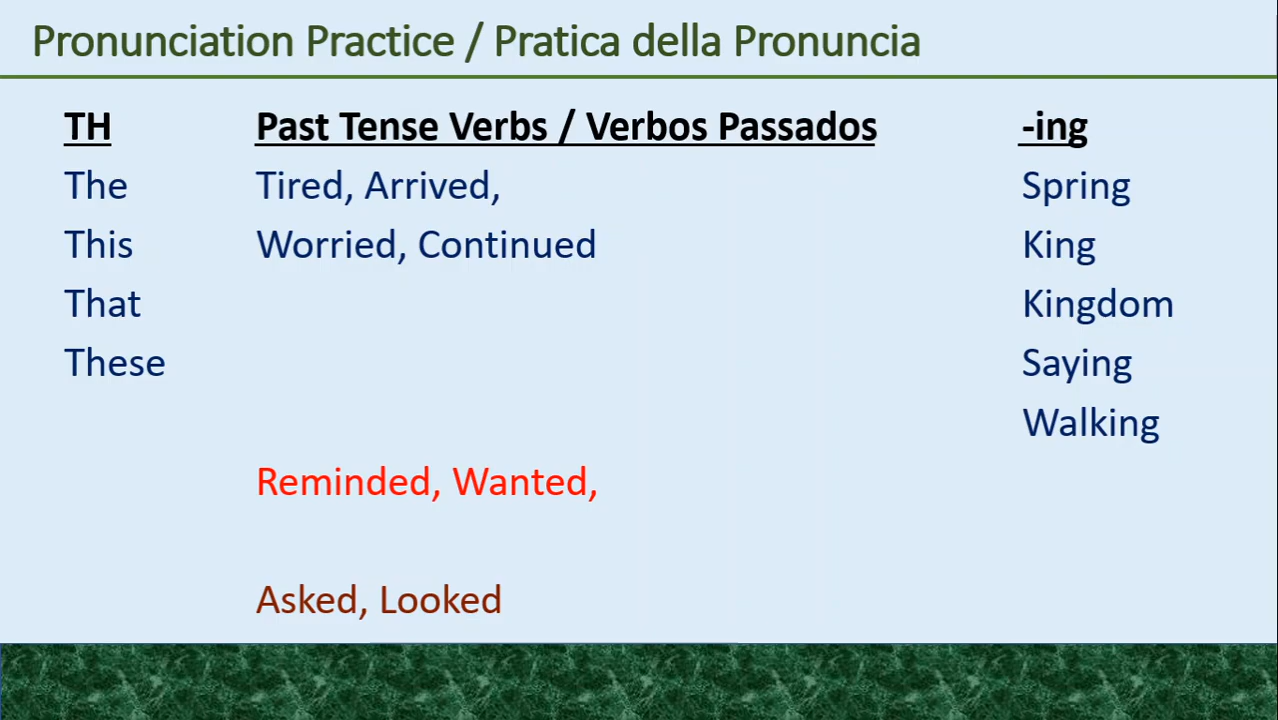 Pronunciation Practice / Pratica della Pronuncia
TH
The
This
That
These
Past Tense Verbs / Verbos Passados
Tired, Arrived,
Worried, Continued
Reminded, Wanted,
Asked, Looked
-ing
Spring
King
Kingdom
Saying
Walking